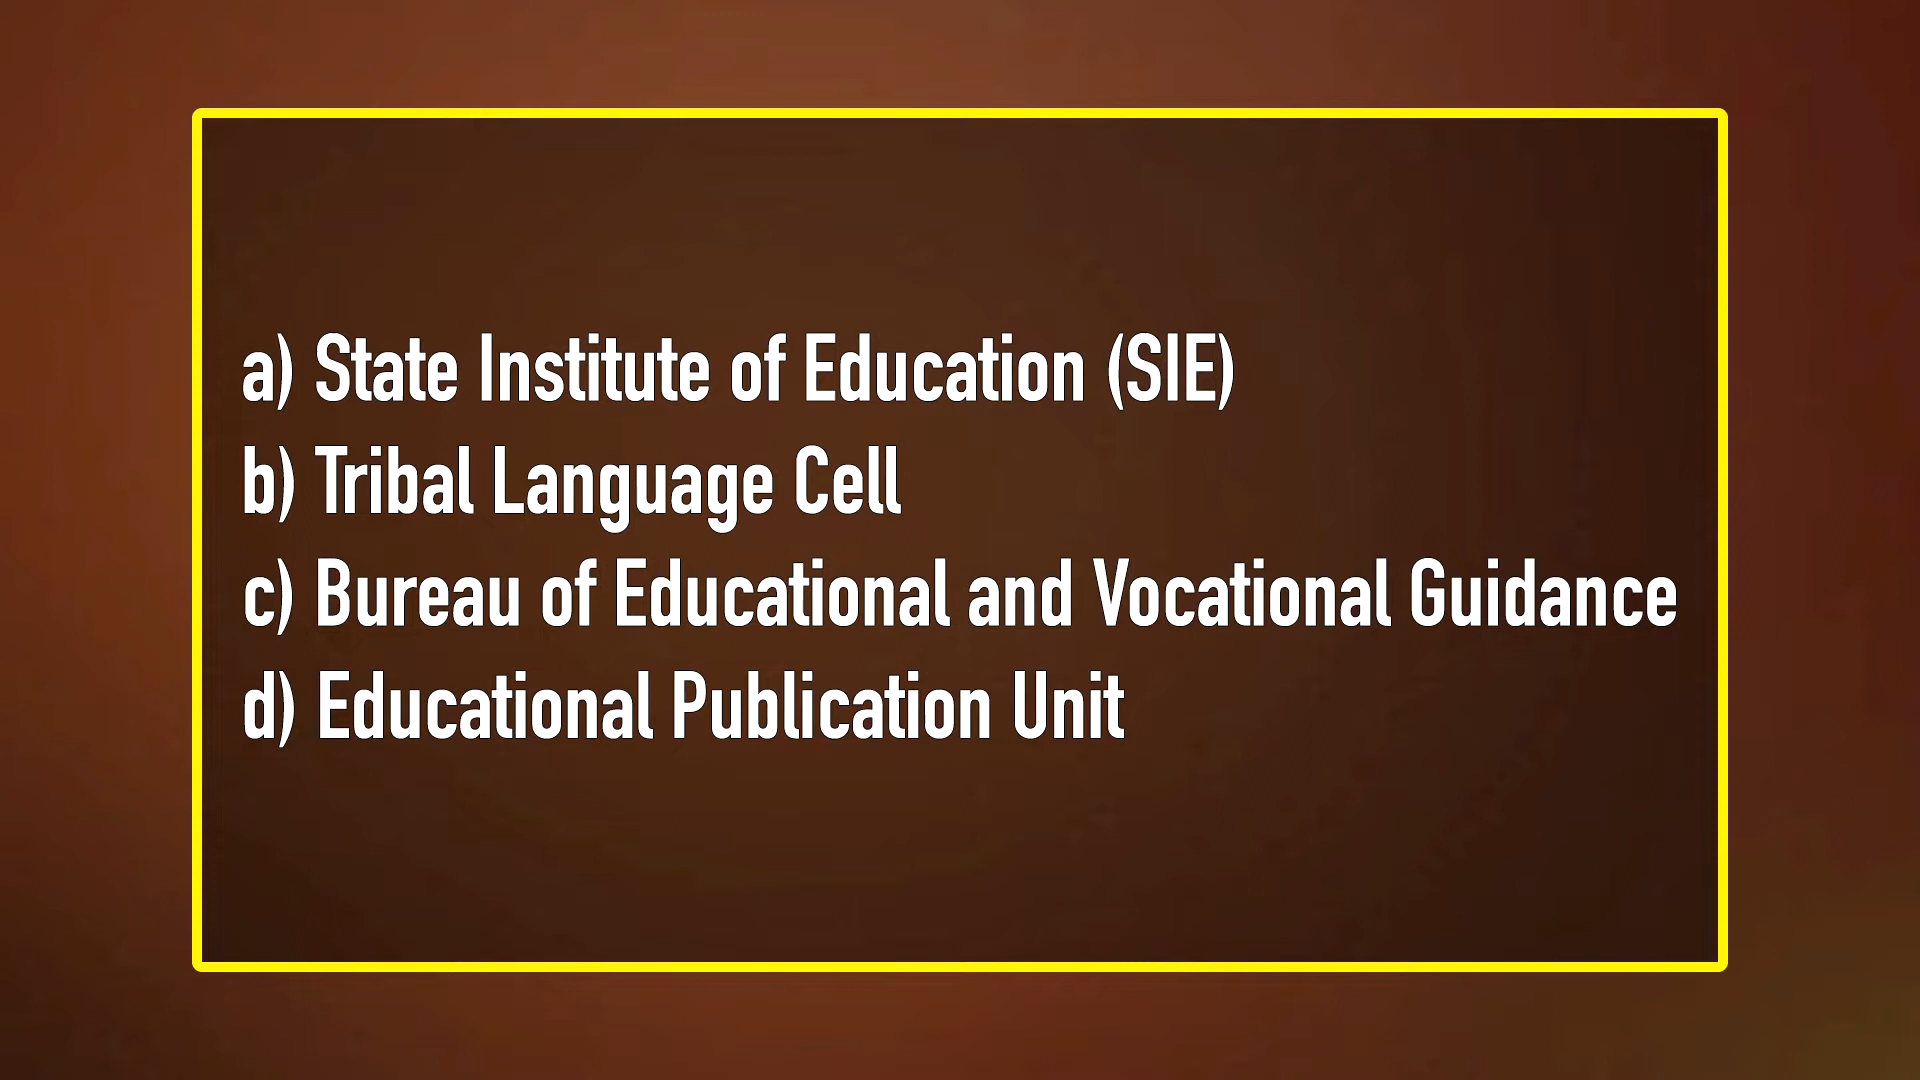 a) State Institute of Education (SIE)
b) Tribal Language Cell
c) Bureau of Educational and Vocational Guidance
d) Educational Publication Unit